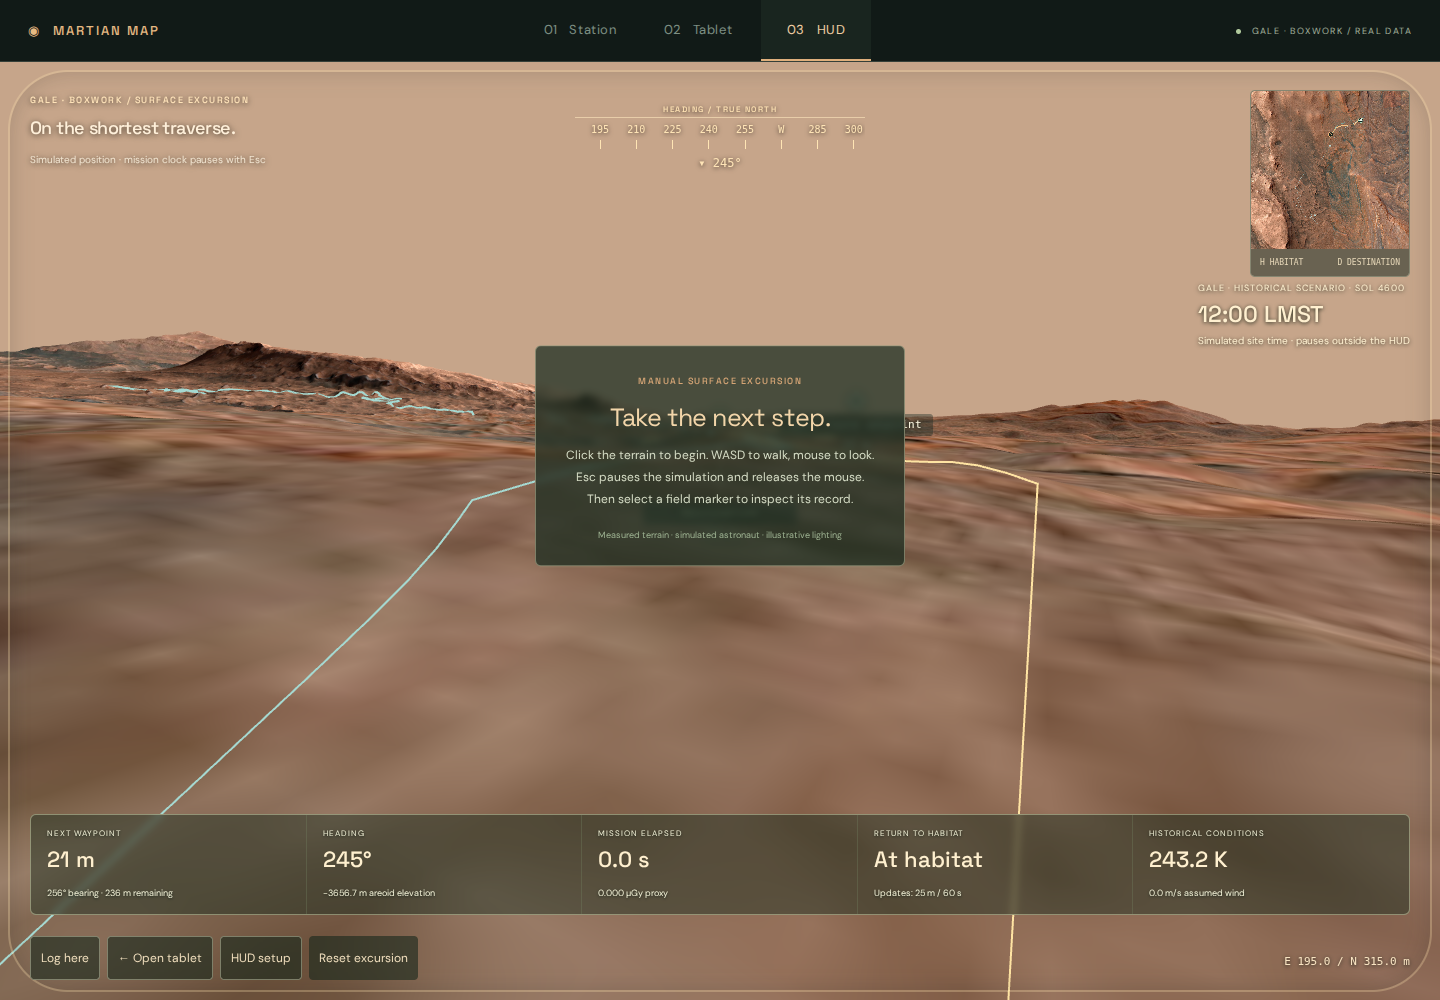 MARTIAN MAP
01 Station
02 Tablet
03 HUD
GALE · BOXWORK / REAL DATA
GALE · BOXWORK / SURFACE EXCURSION
On the shortest traverse.
Simulated position · mission clock pauses with Esc
HEADING / TRUE NORTH
195 210 225 240 255 W 285 300
▾ 245°
H HABITAT D DESTINATION
GALE · HISTORICAL SCENARIO · SOL 4600
12:00 LMST
Simulated site time · pauses outside the HUD
MANUAL SURFACE EXCURSION
Take the next step.
Click the terrain to begin. WASD to walk, mouse to look.
Esc pauses the simulation and releases the mouse.
Then select a field marker to inspect its record.
Measured terrain · simulated astronaut · illustrative lighting
NEXT WAYPOINT
21 m
256° bearing · 236 m remaining
HEADING
245°
-3656.7 m areoid elevation
MISSION ELAPSED
0.0 s
0.000 µGy proxy
RETURN TO HABITAT
At habitat
Updates: 25 m / 60 s
HISTORICAL CONDITIONS
243.2 K
0.0 m/s assumed wind
Log here
← Open tablet
HUD setup
Reset excursion
E 195.0 / N 315.0 m